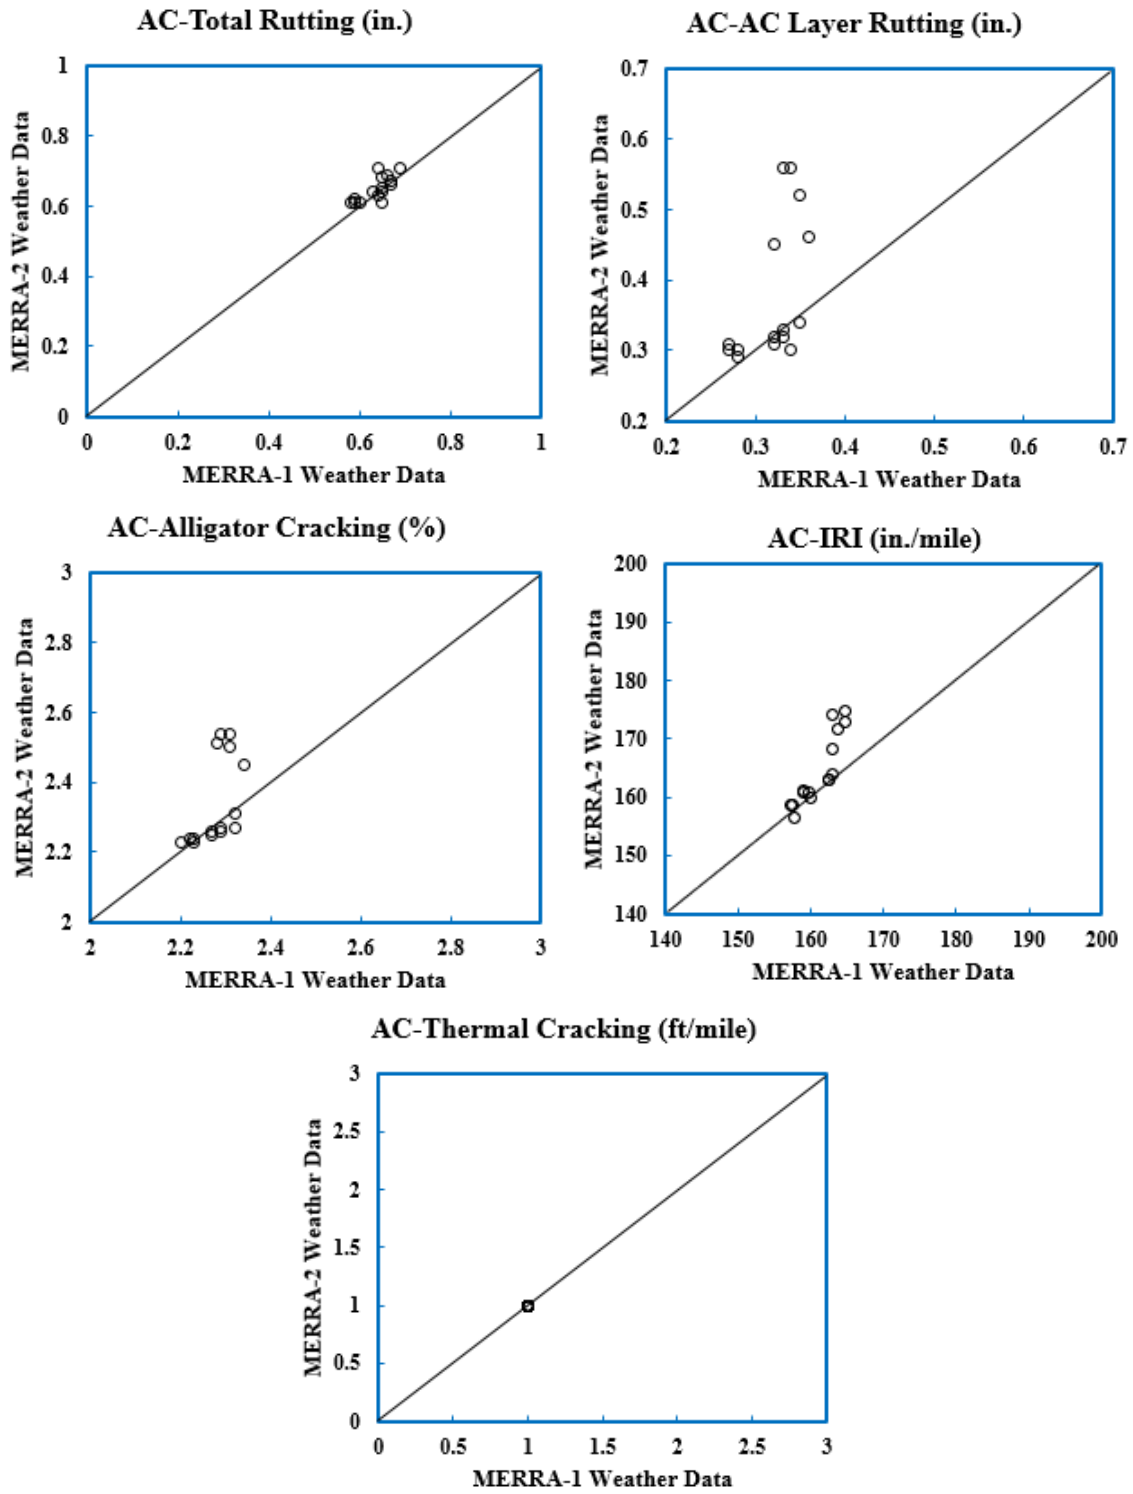 AC-Total Rutting (in.)
MERRA-2 Weather Data
1
0.8
0.6
0.4
0.2
0
0 0.2 0.4 0.6 0.8 1
MERRA-1 Weather Data
AC-AC Layer Rutting (in.)
MERRA-2 Weather Data
0.7
0.6
0.5
0.4
0.3
0.2
0.2 0.3 0.4 0.5 0.6 0.7
MERRA-1 Weather Data
AC-Alligator Cracking (%)
MERRA-2 Weather Data
3
2.8
2.6
2.4
2.2
2
2 2.2 2.4 2.6 2.8 3
MERRA-1 Weather Data
AC-IRI (in./mile)
MERRA-2 Weather Data
200
190
180
170
160
150
140
140 150 160 170 180 190 200
MERRA-1 Weather Data
AC-Thermal Cracking (ft/mile)
MERRA-2 Weather Data
3
2.5
2
1.5
1
0.5
0
0 0.5 1 1.5 2 2.5 3
MERRA-1 Weather Data